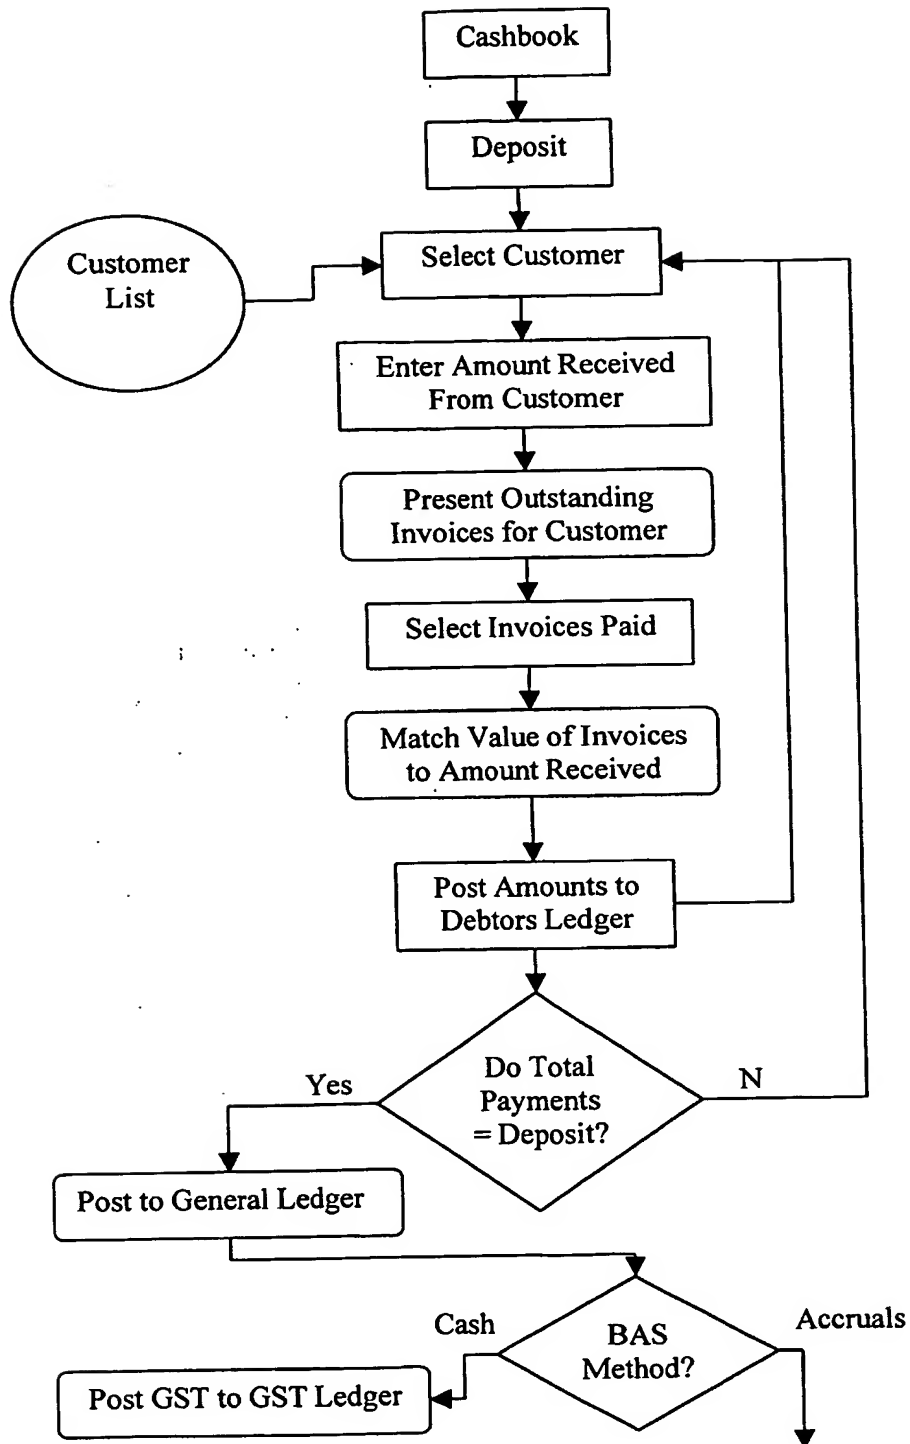 Cashbook
Deposit
Customer
List
Select Customer
Enter Amount Received
From Customer
Present Outstanding
Invoices for Customer
Select Invoices Paid
Match Value of Invoices
to Amount Received
Post Amounts to
Debtors Ledger
Do Total
Payments
= Deposit?
Yes
N
Post to General Ledger
BAS
Method?
Cash
Accruals
Post GST to GST Ledger